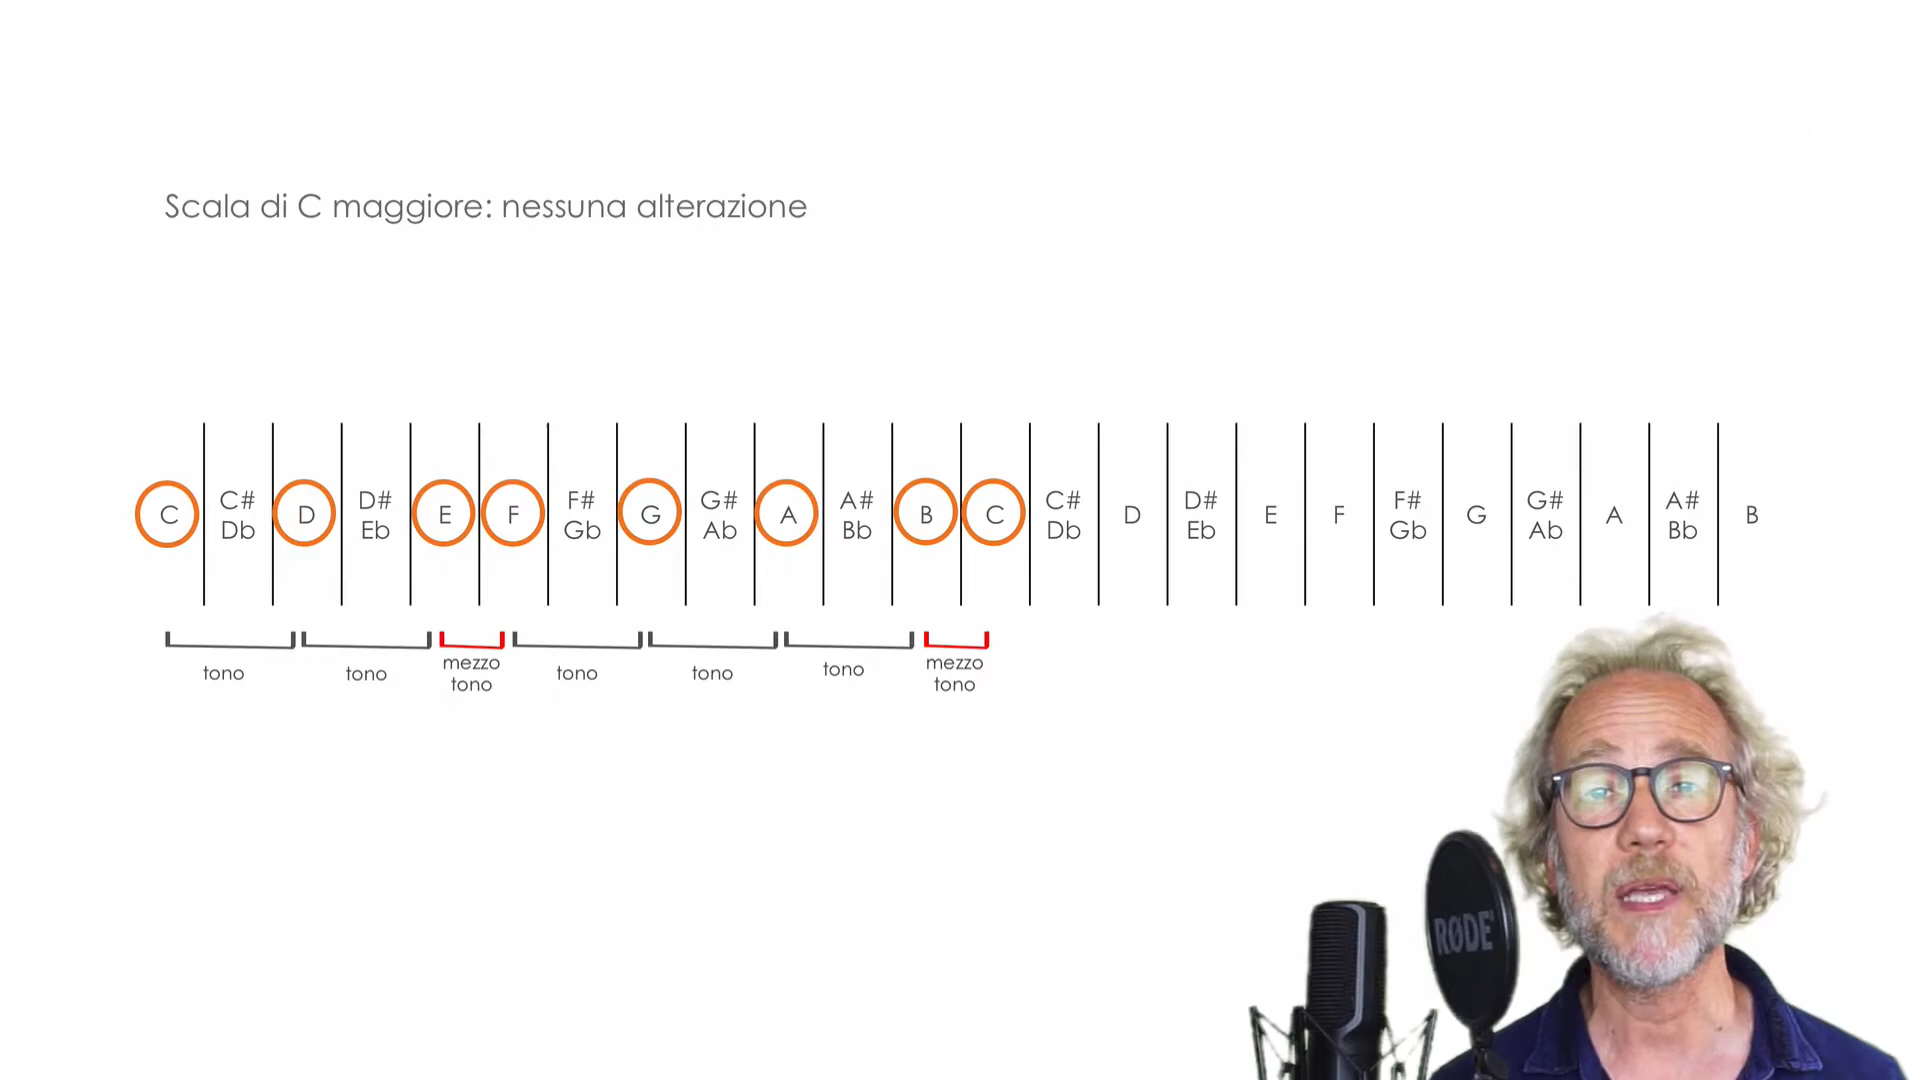 Scala di C maggiore: nessuna alterazione
C C# D D# E F F# G G# A A# B C C# D D# E F F# G G# A A# B
Db Eb Gb Ab Bb Db Eb Gb Ab Bb
tono tono mezzo tono tono tono tono mezzo tono
RØDE